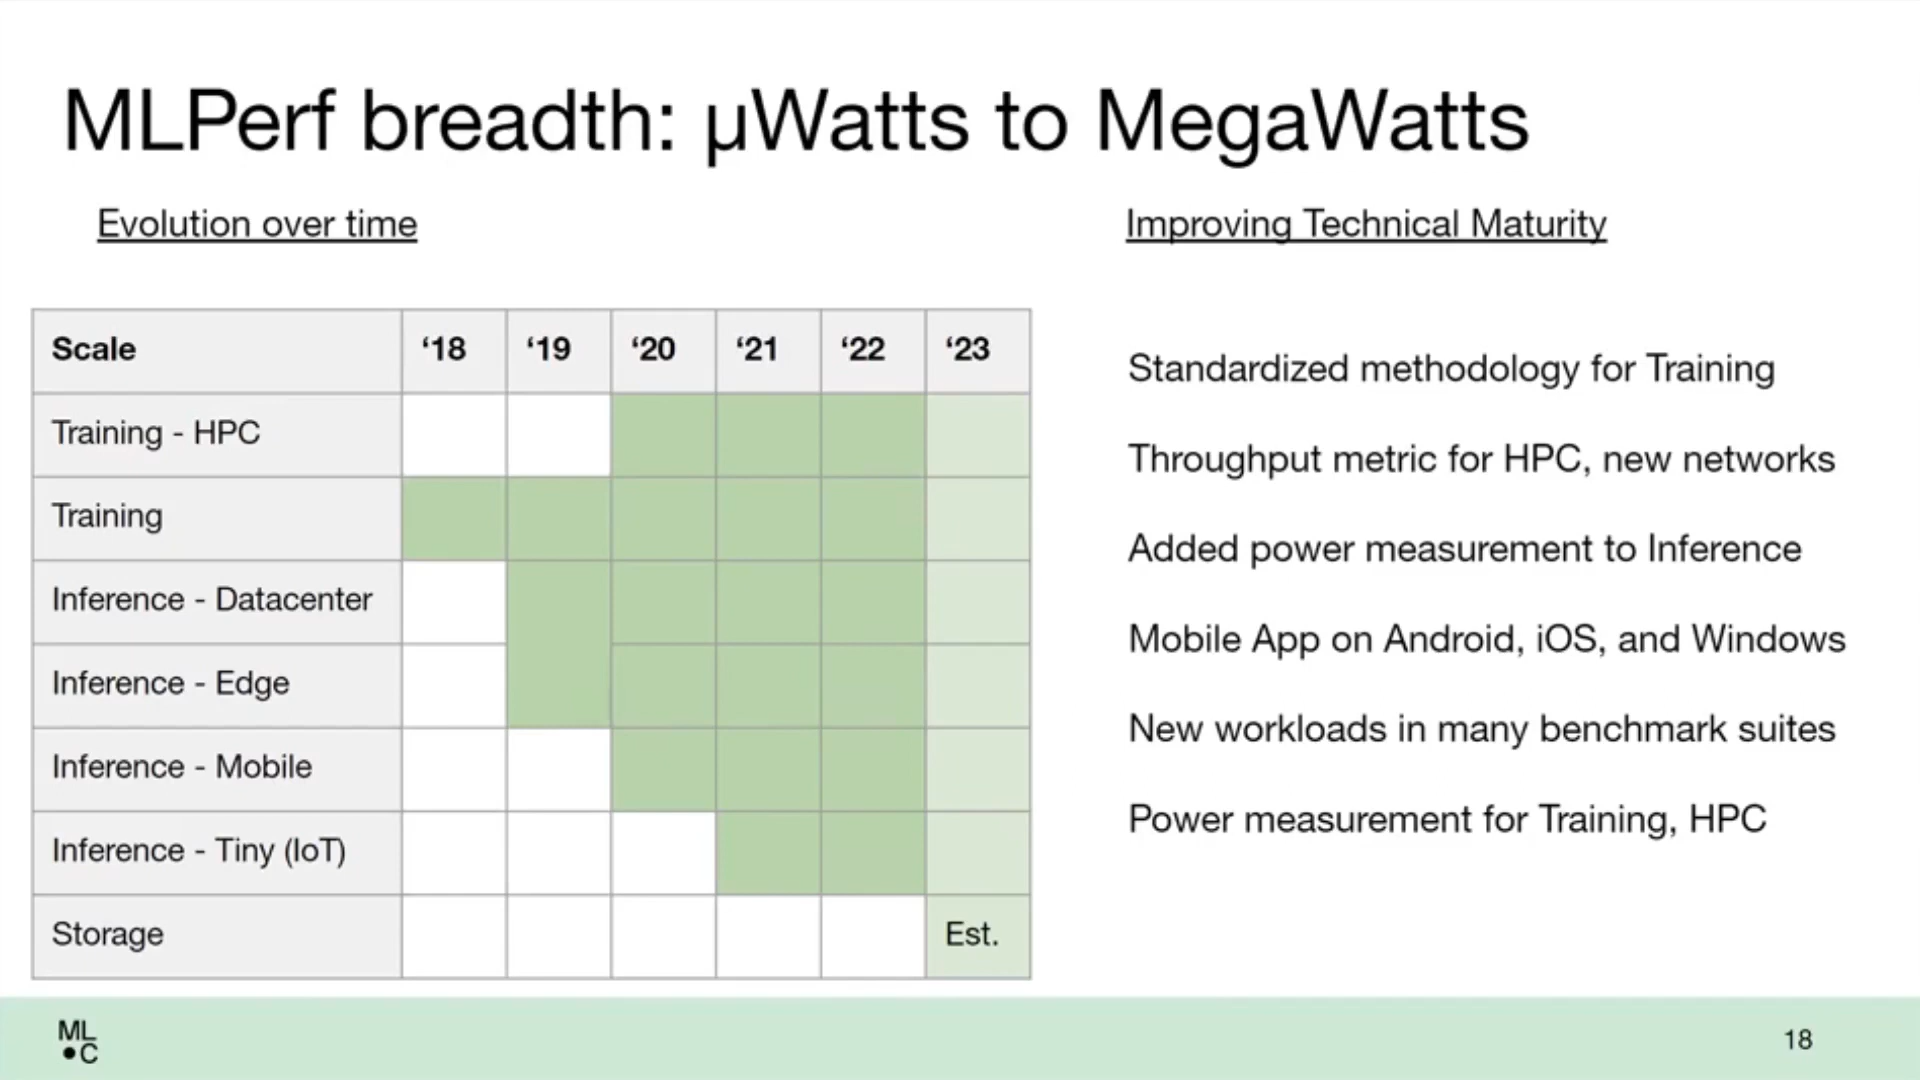 MLPerf breadth: µWatts to MegaWatts
Evolution over time
Scale ‘18 ‘19 ‘20 ‘21 ‘22 ‘23
Training - HPC
Training
Inference - Datacenter
Inference - Edge
Inference - Mobile
Inference - Tiny (IoT)
Storage Est.
Improving Technical Maturity
Standardized methodology for Training
Throughput metric for HPC, new networks
Added power measurement to Inference
Mobile App on Android, iOS, and Windows
New workloads in many benchmark suites
Power measurement for Training, HPC
ML
C
18